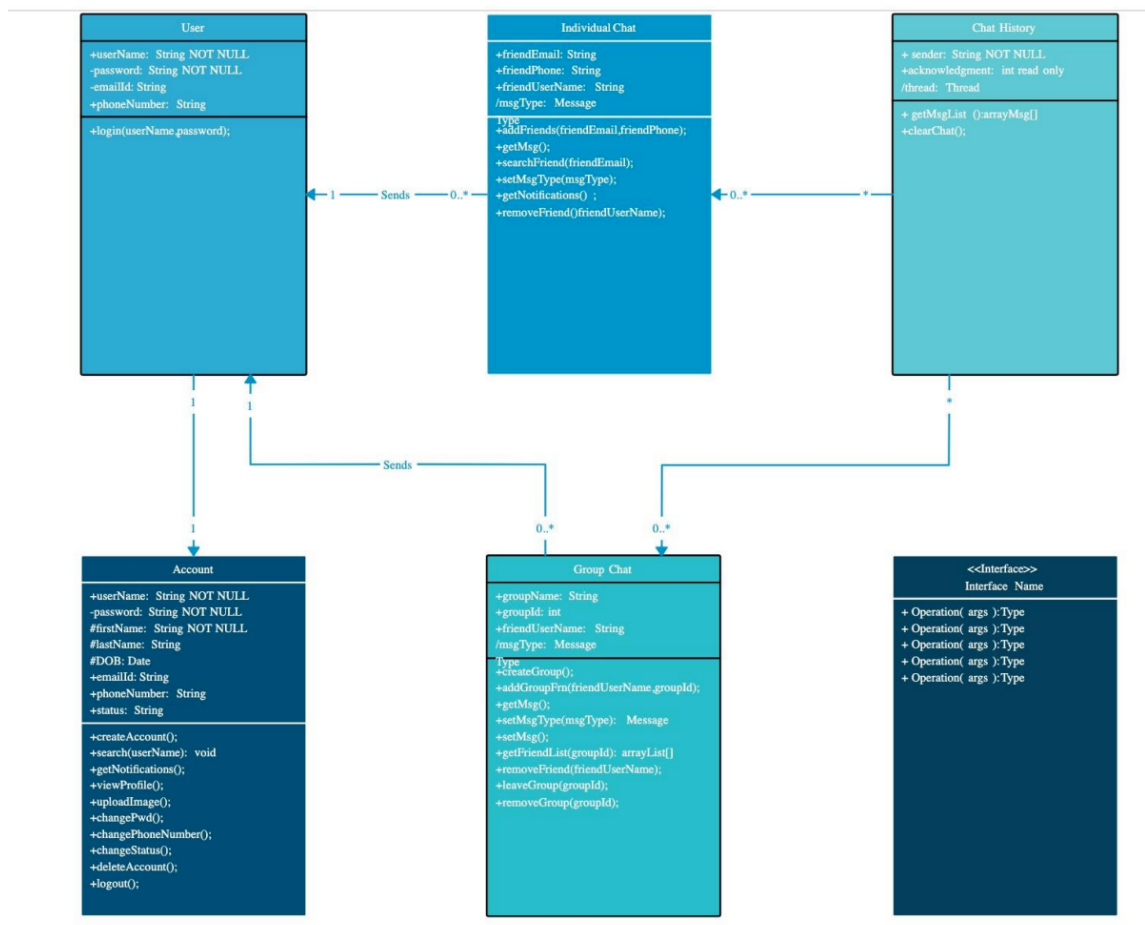 User
+userName: String NOT NULL
-password: String NOT NULL
-emailId: String
+phoneNumber: String
+login(userName,password);
Individual Chat
+friendEmail: String
+friendPhone: String
+friendUserName: String
/msgType: Message
Type
+addFriends(friendEmail,friendPhone);
+getMsg();
+searchFriend(friendEmail);
+setMsgType(msgType);
+getNotifications() ;
+removeFriend()friendUserName);
Chat History
+ sender: String NOT NULL
+acknowledgment: int read only
/thread: Thread
+ getMsgList ():arrayMsg[]
+clearChat();
1 Sends 0..*
0..* *
1
1
*
Sends
1
0..*
0..*
Account
+userName: String NOT NULL
-password: String NOT NULL
#firstName: String NOT NULL
#lastName: String
#DOB: Date
+emailId: String
+phoneNumber: String
+status: String
+createAccount();
+search(userName): void
+getNotifications();
+viewProfile();
+uploadImage();
+changePwd();
+changePhoneNumber();
+changeStatus();
+deleteAccount();
+logout();
Group Chat
+groupName: String
+groupId: int
+friendUserName: String
/msgType: Message
Type
+createGroup();
+addGroupFrn(friendUserName,groupId);
+getMsg();
+setMsgType(msgType): Message
+setMsg();
+getFriendList(groupId): arrayList[]
+removeFriend(friendUserName);
+leaveGroup(groupId);
+removeGroup(groupId);
<<Interface>>
Interface Name
+ Operation( args ):Type
+ Operation( args ):Type
+ Operation( args ):Type
+ Operation( args ):Type
+ Operation( args ):Type